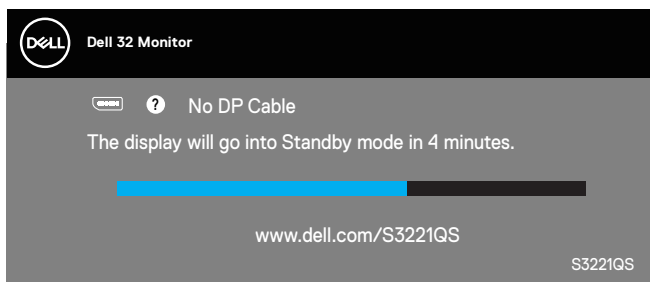 DELL
Dell 32 Monitor
? No DP Cable
The display will go into Standby mode in 4 minutes.
www.dell.com/S3221QS
S3221QS